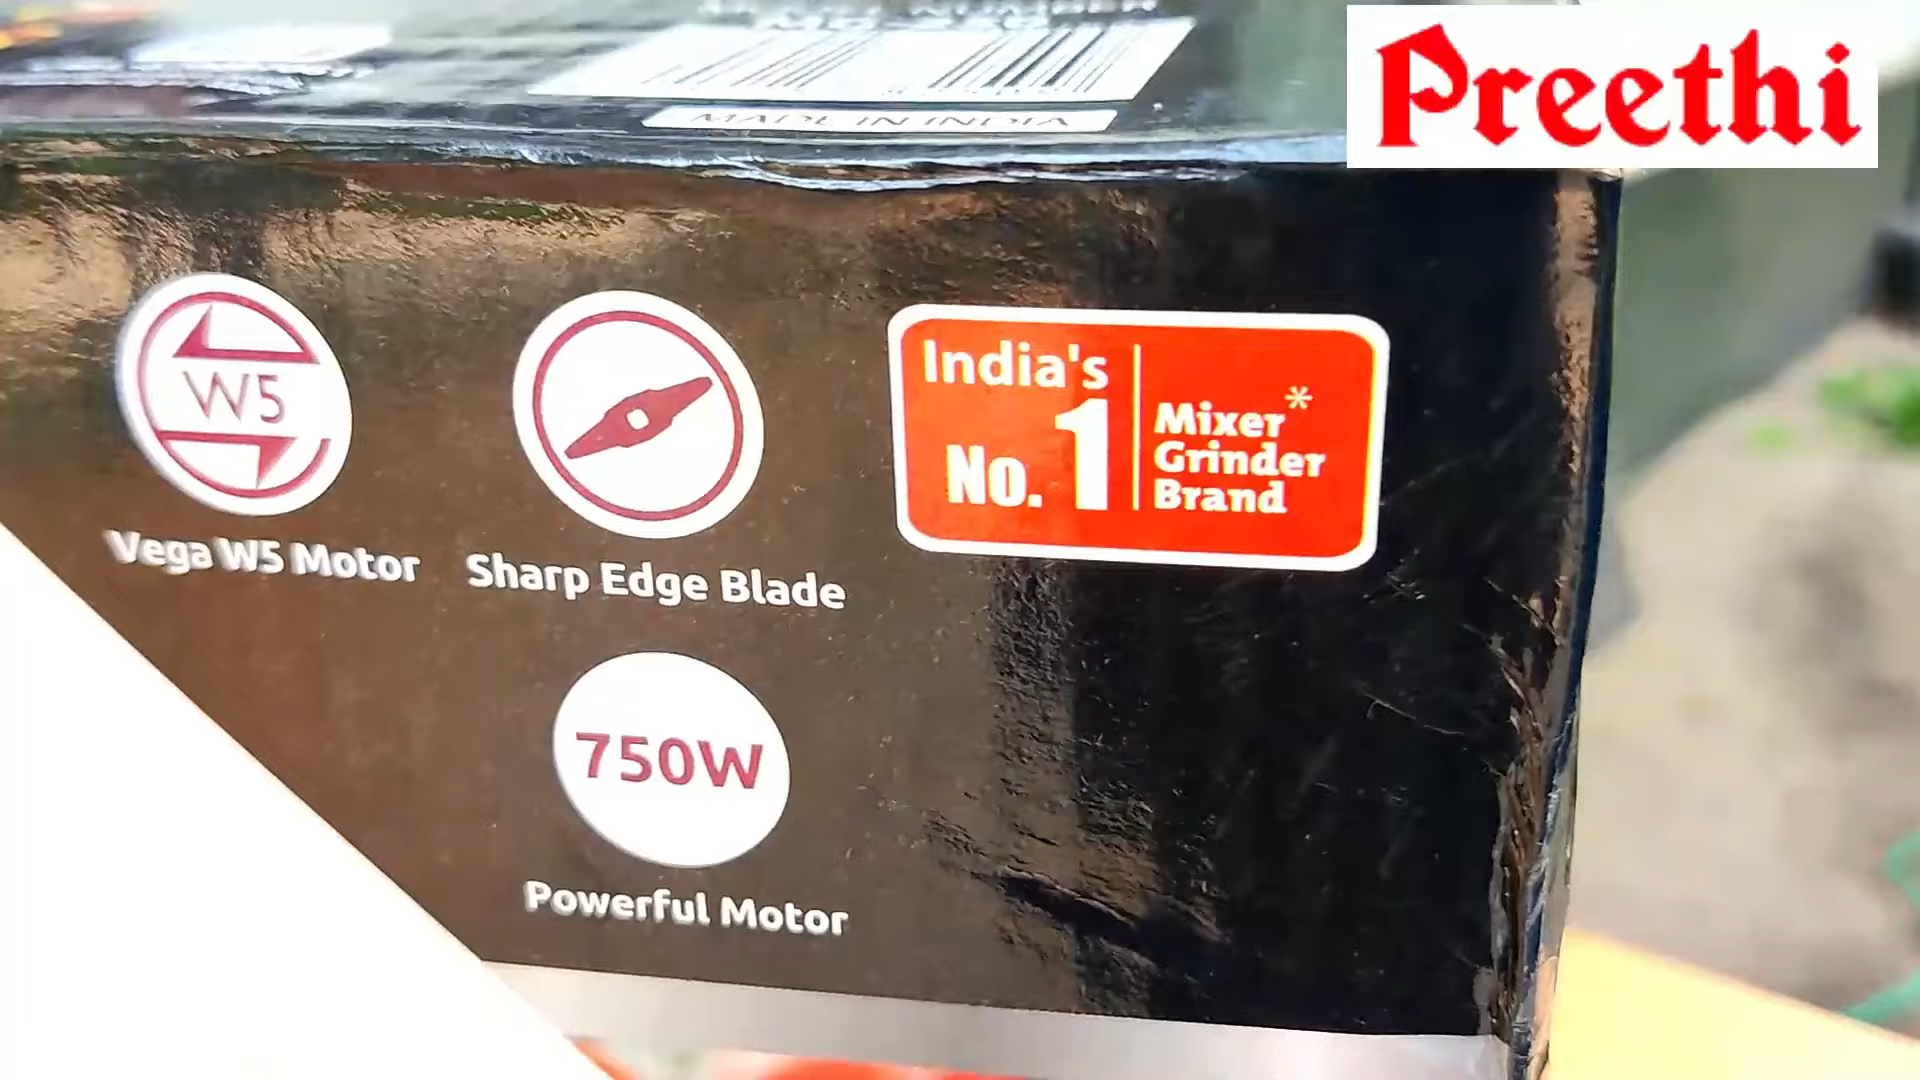 Preethi
MADE IN INDIA
W5
Vega W5 Motor
Sharp Edge Blade
India's
No. 1
Mixer*
Grinder
Brand
750W
Powerful Motor